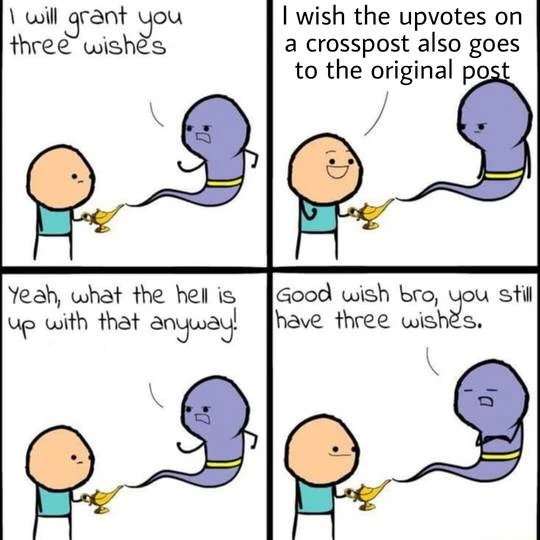 I will grant you
three wishes
I wish the upvotes on
a crosspost also goes
to the original post
Yeah, what the hell is
up with that anyway!
Good wish bro, you still
have three wishes.